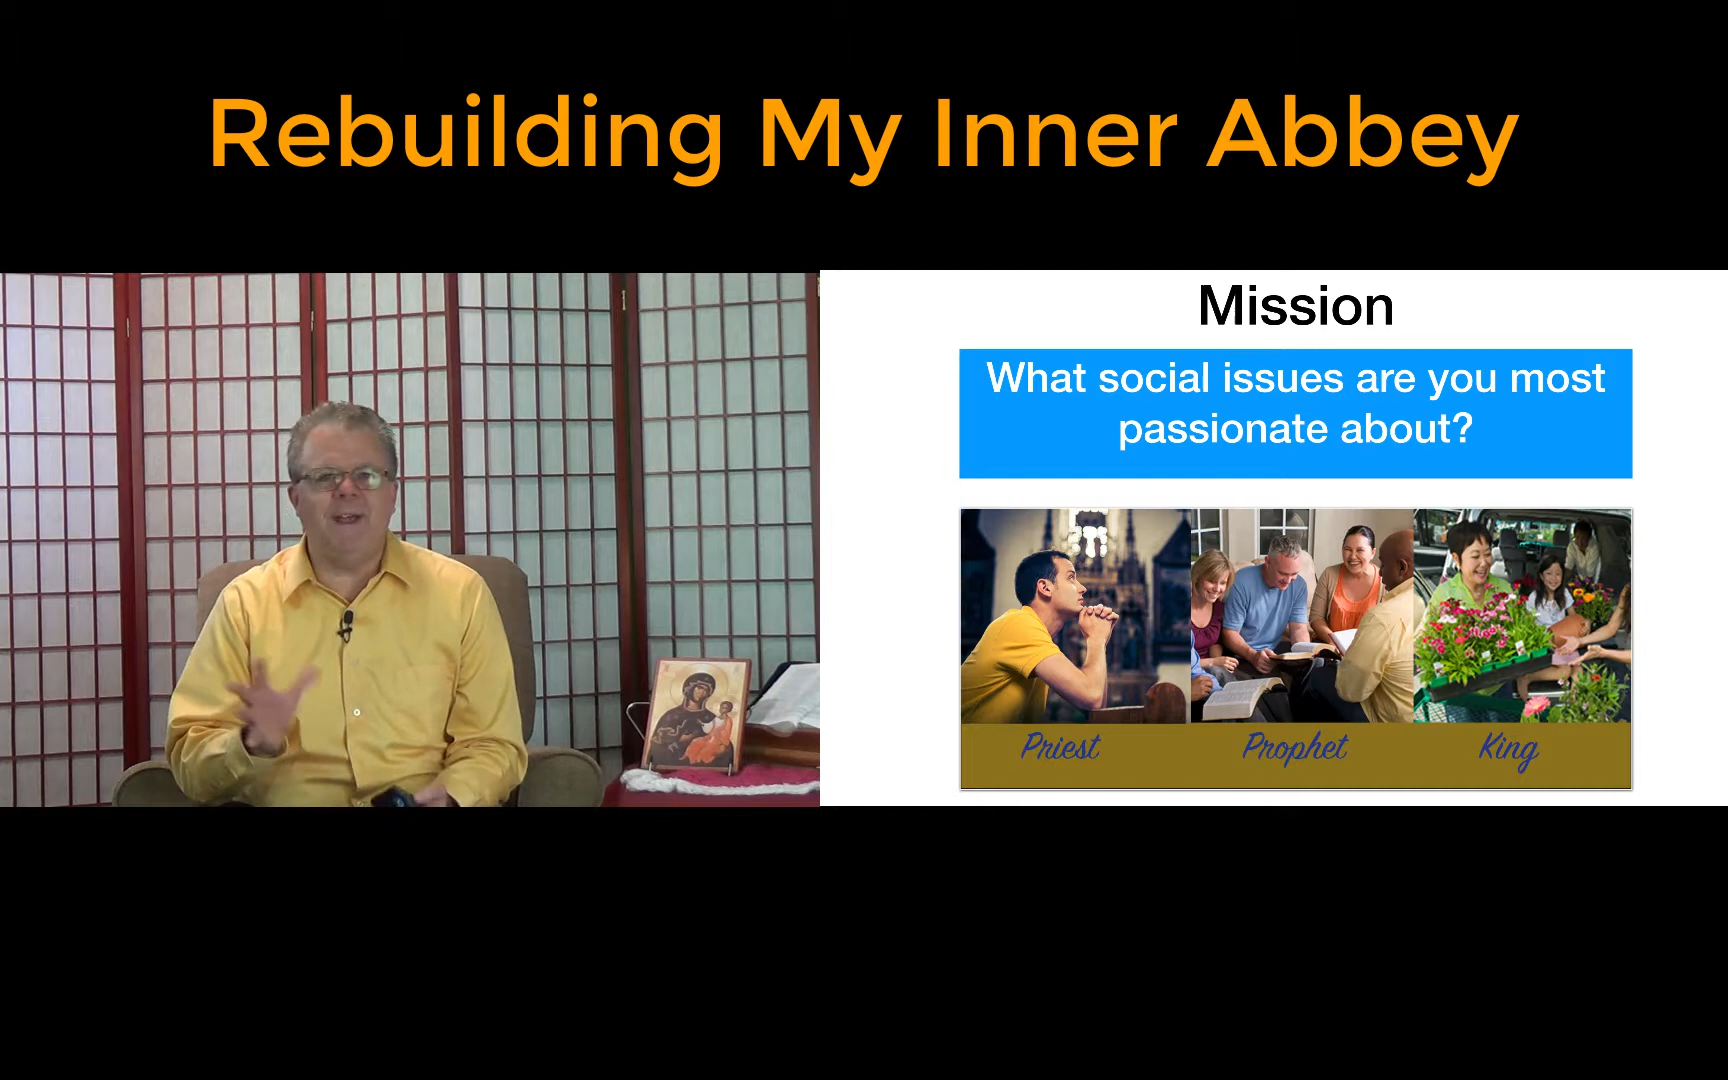 Rebuilding My Inner Abbey
Mission
What social issues are you most
passionate about?
Priest
Prophet
King